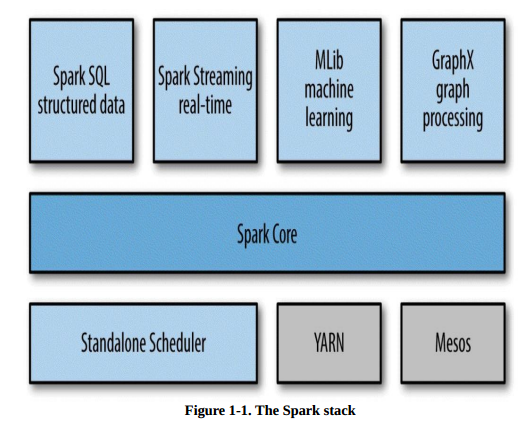 Spark SQL
structured data
Spark Streaming
real-time
MLib
machine
learning
GraphX
graph
processing
Spark Core
Standalone Scheduler
YARN
Mesos
Figure 1-1. The Spark stack